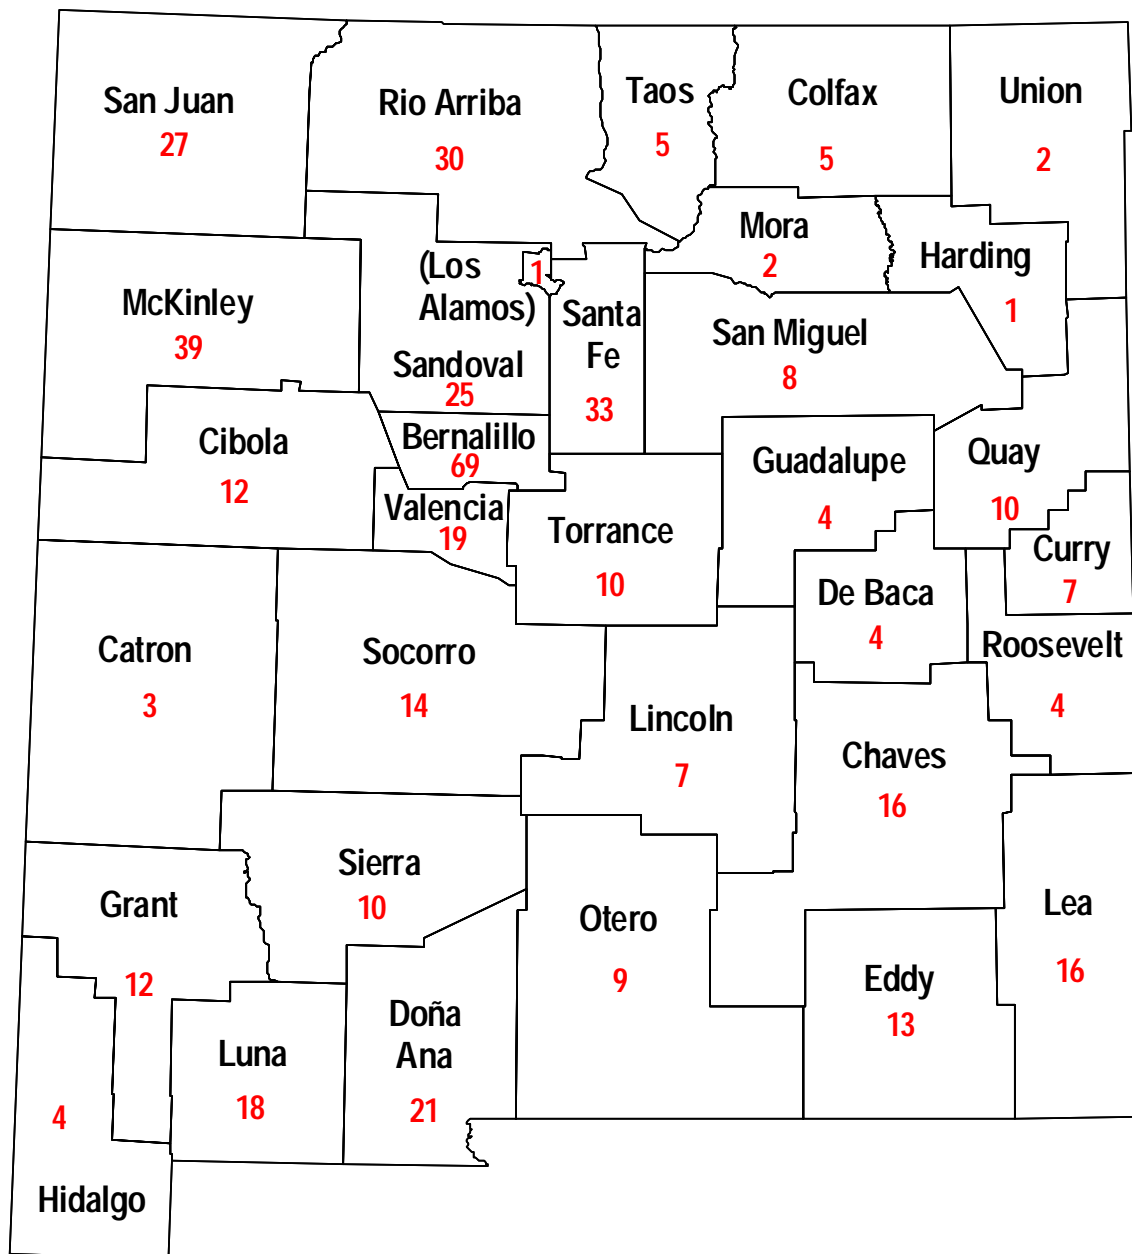 San Juan
27
Rio Arriba
30
Taos
5
Colfax
5
Union
2
Mora
2
Harding
1
(Los
Alamos)
1
McKinley
39
Sandoval
25
Santa
Fe
33
San Miguel
8
Cibola
12
Bernalillo
69
Valencia
19
Torrance
10
Guadalupe
4
Quay
10
Curry
7
De Baca
4
Roosevelt
4
Catron
3
Socorro
14
Lincoln
7
Chaves
16
Sierra
10
Grant
12
Otero
9
Lea
16
Eddy
13
Doña
Ana
21
Luna
18
4
Hidalgo